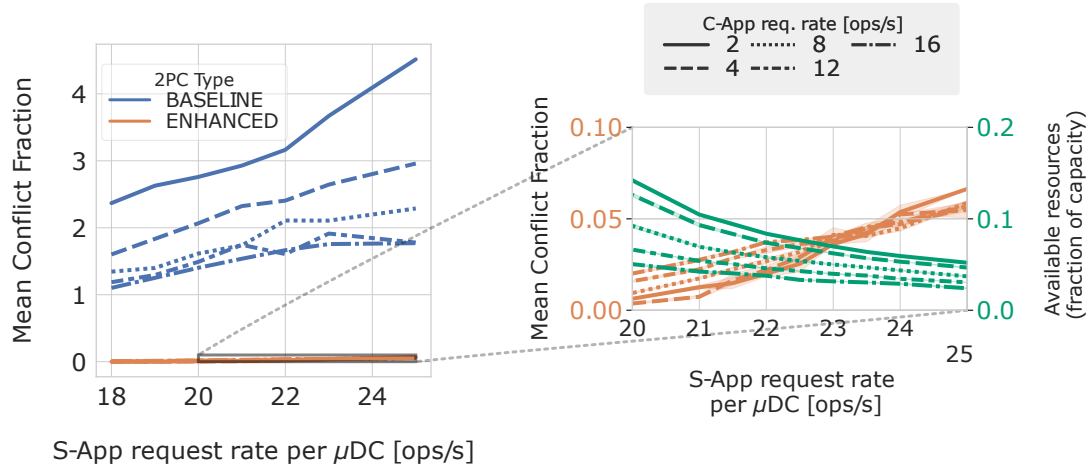 Mean Conflict Fraction
4
3
2
1
0
2PC Type
BASELINE
ENHANCED
18
20
22
24
S-App request rate per μDC [ops/s]
C-App req. rate [ops/s]
2
8
16
4
12
Mean Conflict Fraction
0.10
0.05
0.00
0.2
0.1
0.0
Available resources
(fraction of capacity)
20
21
22
23
24
25
S-App request rate
per μDC [ops/s]